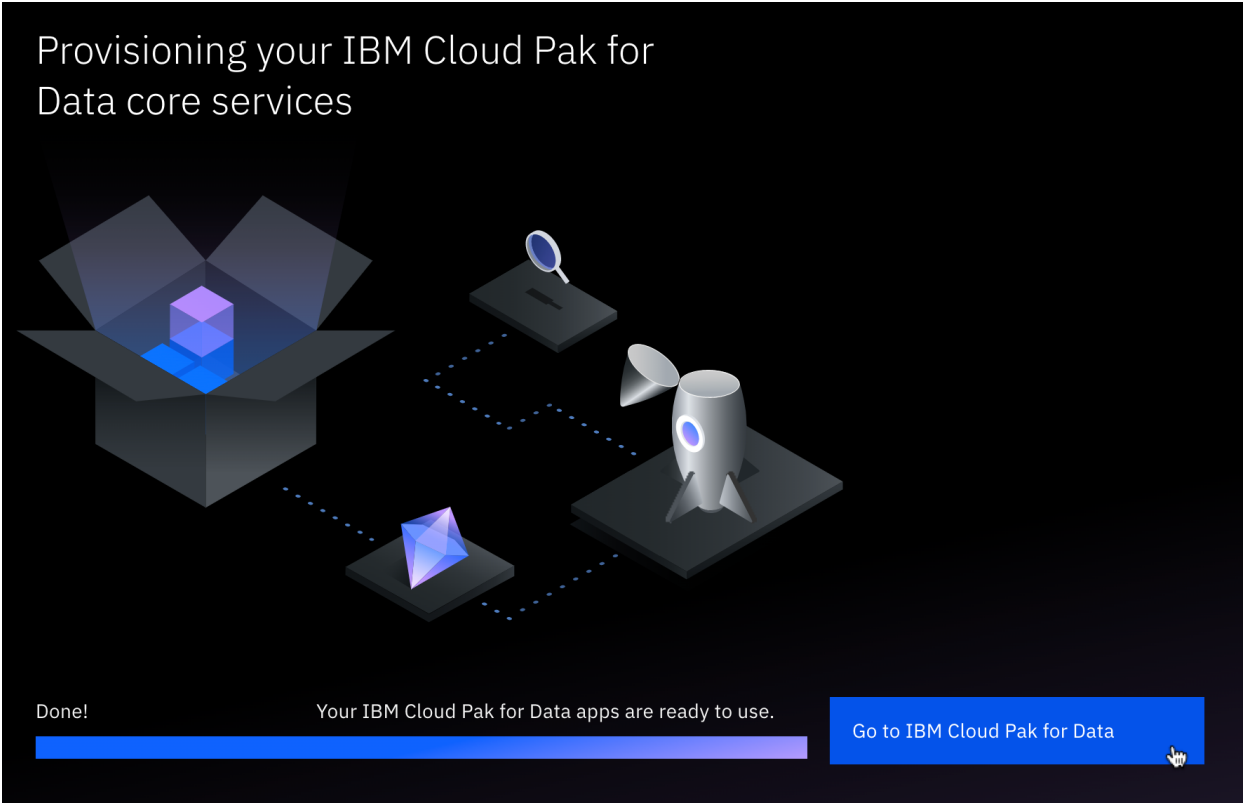 Provisioning your IBM Cloud Pak for
Data core services
Done!
Your IBM Cloud Pak for Data apps are ready to use.
Go to IBM Cloud Pak for Data